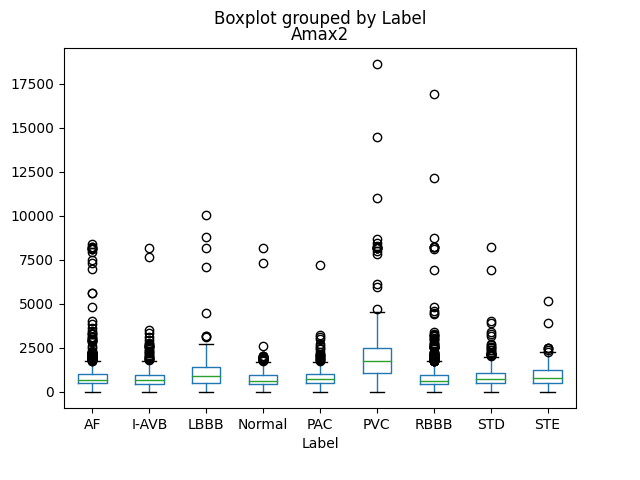 Boxplot grouped by Label
Amax2
17500
15000
12500
10000
7500
5000
2500
0
AF I-AVB LBBB Normal PAC PVC RBBB STD STE
Label